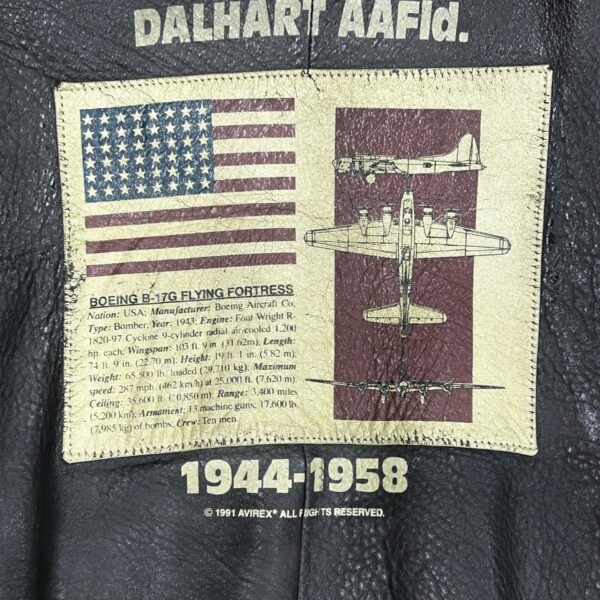 DALHART AAFld.
BOEING B-17G FLYING FORTRESS
Nation: USA; Manufacturer: Boeing Aircraft Co.
Type: Bomber; Year: 1943; Engine: Four Wright R-
1820-97 Cyclone 9-cylinder radial air-cooled 1,200
hp. each; Wingspan: 103 ft. 9 in. (31.62m), Length:
74 ft. 9 in. (22.70 m); Height: 19 ft. 1 in. (5.82 m);
Weight: 65,500 lb. loaded (29,710 kg); Maximum
speed: 287 mph. (462 km/h) at 25,000 ft. (7,620 m);
Ceiling: 35,600 ft. (10,850 m); Range: 3,400 miles
(5,200 km); Armament: 13 machine guns; 17,600 lb.
(7,985 kg) of bombs; Crew: Ten men.
1944-1958
© 1991 AVIREX® ALL RIGHTS RESERVED.